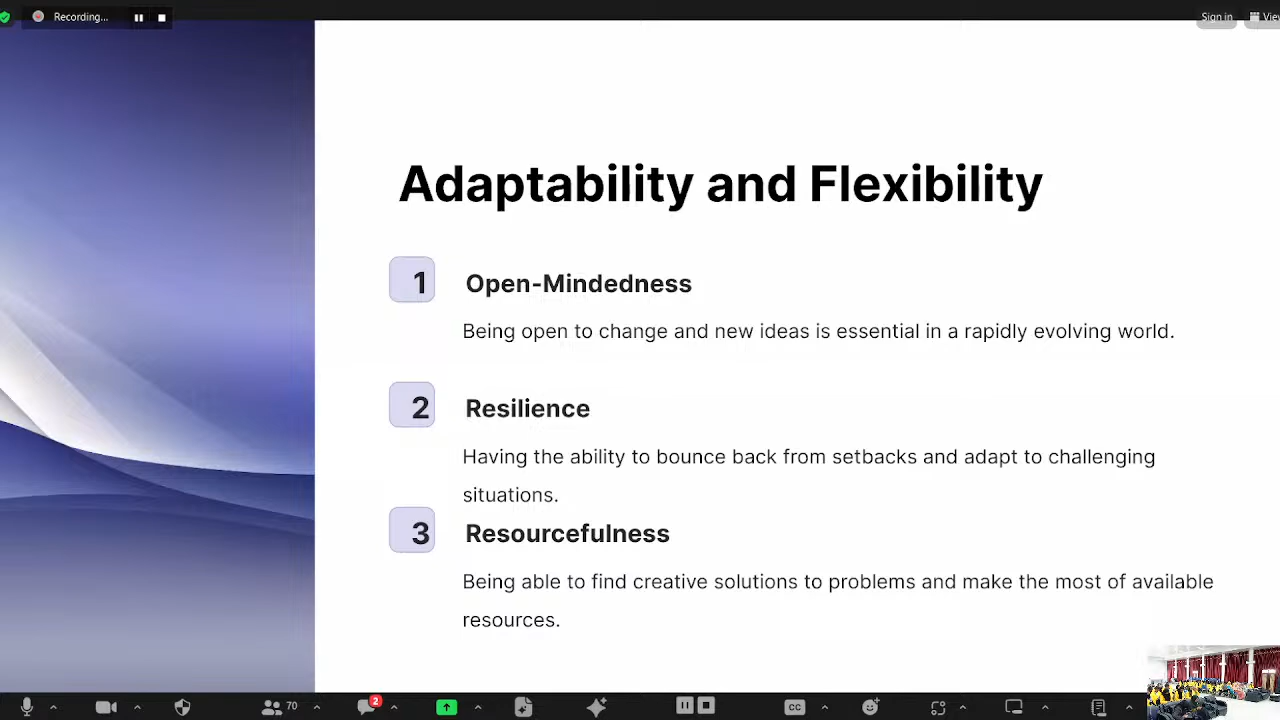 Recording...
Sign in
View
Adaptability and Flexibility
1 Open-Mindedness
Being open to change and new ideas is essential in a rapidly evolving world.
2 Resilience
Having the ability to bounce back from setbacks and adapt to challenging
situations.
3 Resourcefulness
Being able to find creative solutions to problems and make the most of available
resources.
70
2
CC